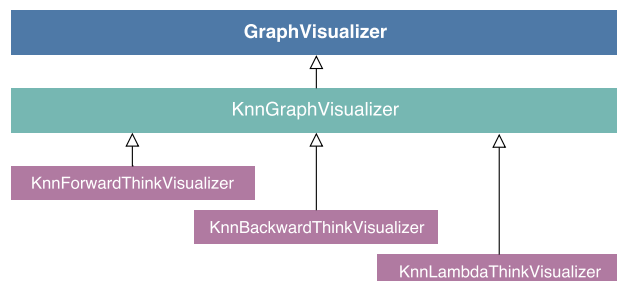 GraphVisualizer
KnnGraphVisualizer
KnnForwardThinkVisualizer
KnnBackwardThinkVisualizer
KnnLambdaThinkVisualizer